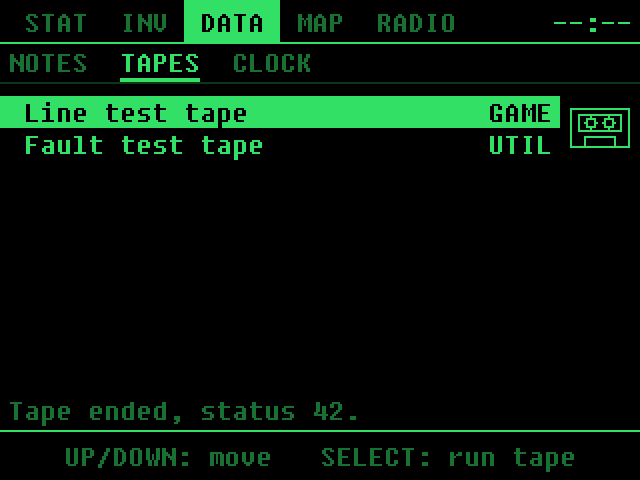 STAT INV DATA MAP RADIO --:--
NOTES TAPES CLOCK
Line test tape GAME
Fault test tape UTIL
Tape ended, status 42.
UP/DOWN: move SELECT: run tape